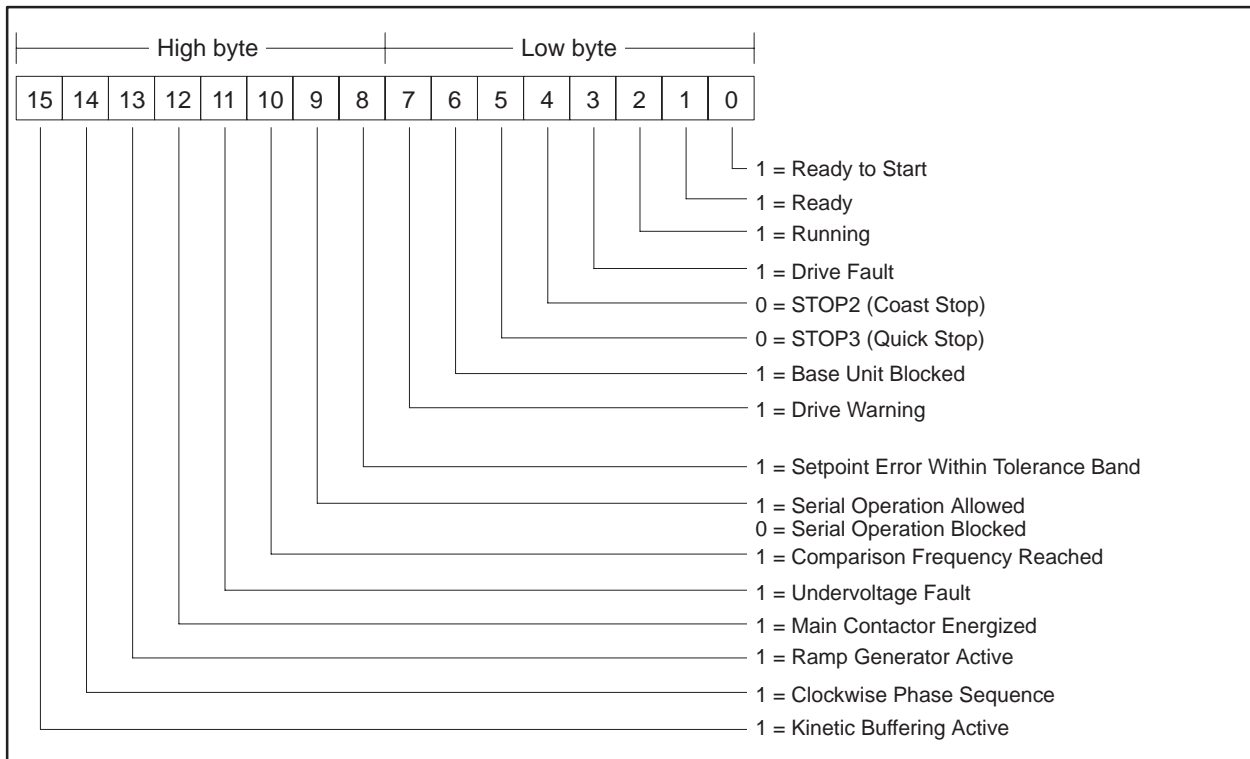 High byte Low byte
15 14 13 12 11 10 9 8 7 6 5 4 3 2 1 0
1 = Ready to Start
1 = Ready
1 = Running
1 = Drive Fault
0 = STOP2 (Coast Stop)
0 = STOP3 (Quick Stop)
1 = Base Unit Blocked
1 = Drive Warning
1 = Setpoint Error Within Tolerance Band
1 = Serial Operation Allowed
0 = Serial Operation Blocked
1 = Comparison Frequency Reached
1 = Undervoltage Fault
1 = Main Contactor Energized
1 = Ramp Generator Active
1 = Clockwise Phase Sequence
1 = Kinetic Buffering Active